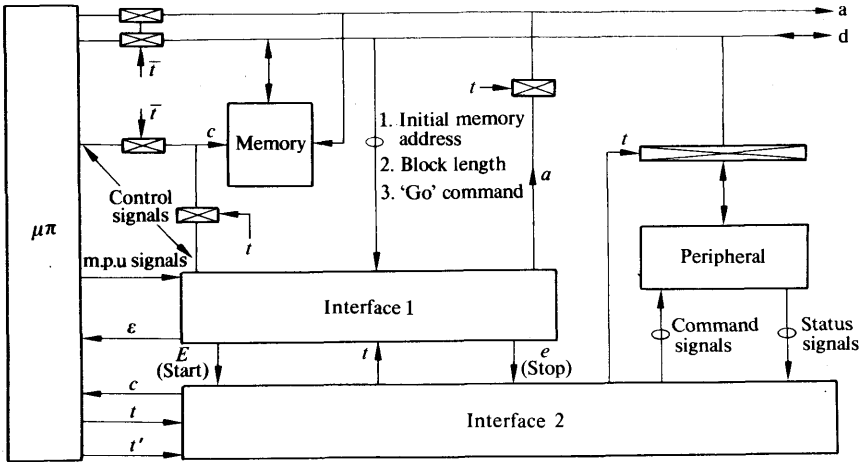 a
d
t̄
t̄
t
1. Initial memory
address
2. Block length
3. ‘Go’ command
c
Memory
t
a
Control
signals
t
μπ
Peripheral
m.p.u signals
Interface 1
Command
signals
Status
signals
ε
E
(Start)
t
e
(Stop)
c
t
Interface 2
t′